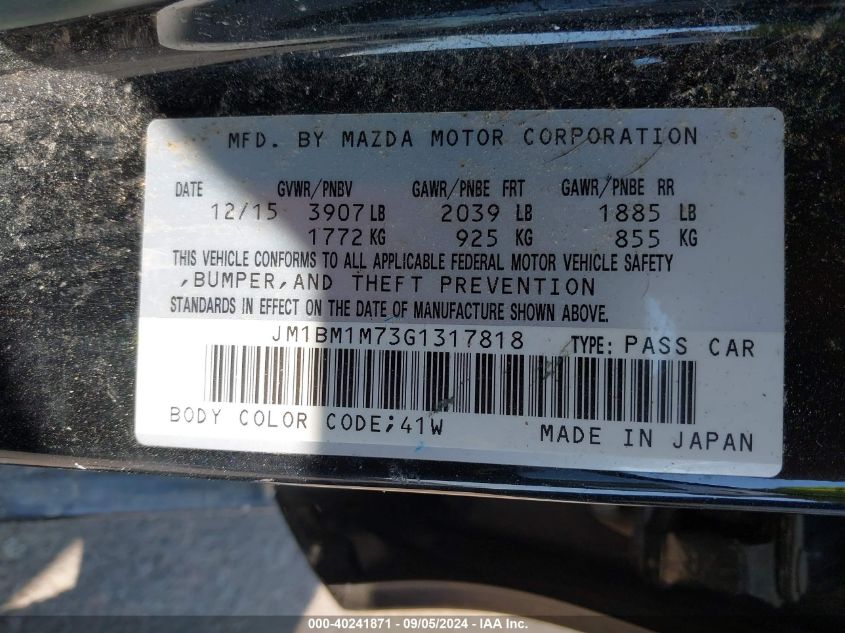 MFD. BY MAZDA MOTOR CORPORATION
DATE GVWR/PNBV GAWR/PNBE FRT GAWR/PNBE RR
12/15 3907 LB 2039 LB 1885 LB
1772 KG 925 KG 855 KG
THIS VEHICLE CONFORMS TO ALL APPLICABLE FEDERAL MOTOR VEHICLE SAFETY
,BUMPER,AND THEFT PREVENTION
STANDARDS IN EFFECT ON THE DATE OF MANUFACTURE SHOWN ABOVE.
JM1BM1M73G1317818 TYPE: PASS CAR
BODY COLOR CODE;41W
MADE IN JAPAN
000-40241871 - 09/05/2024 - IAA Inc.